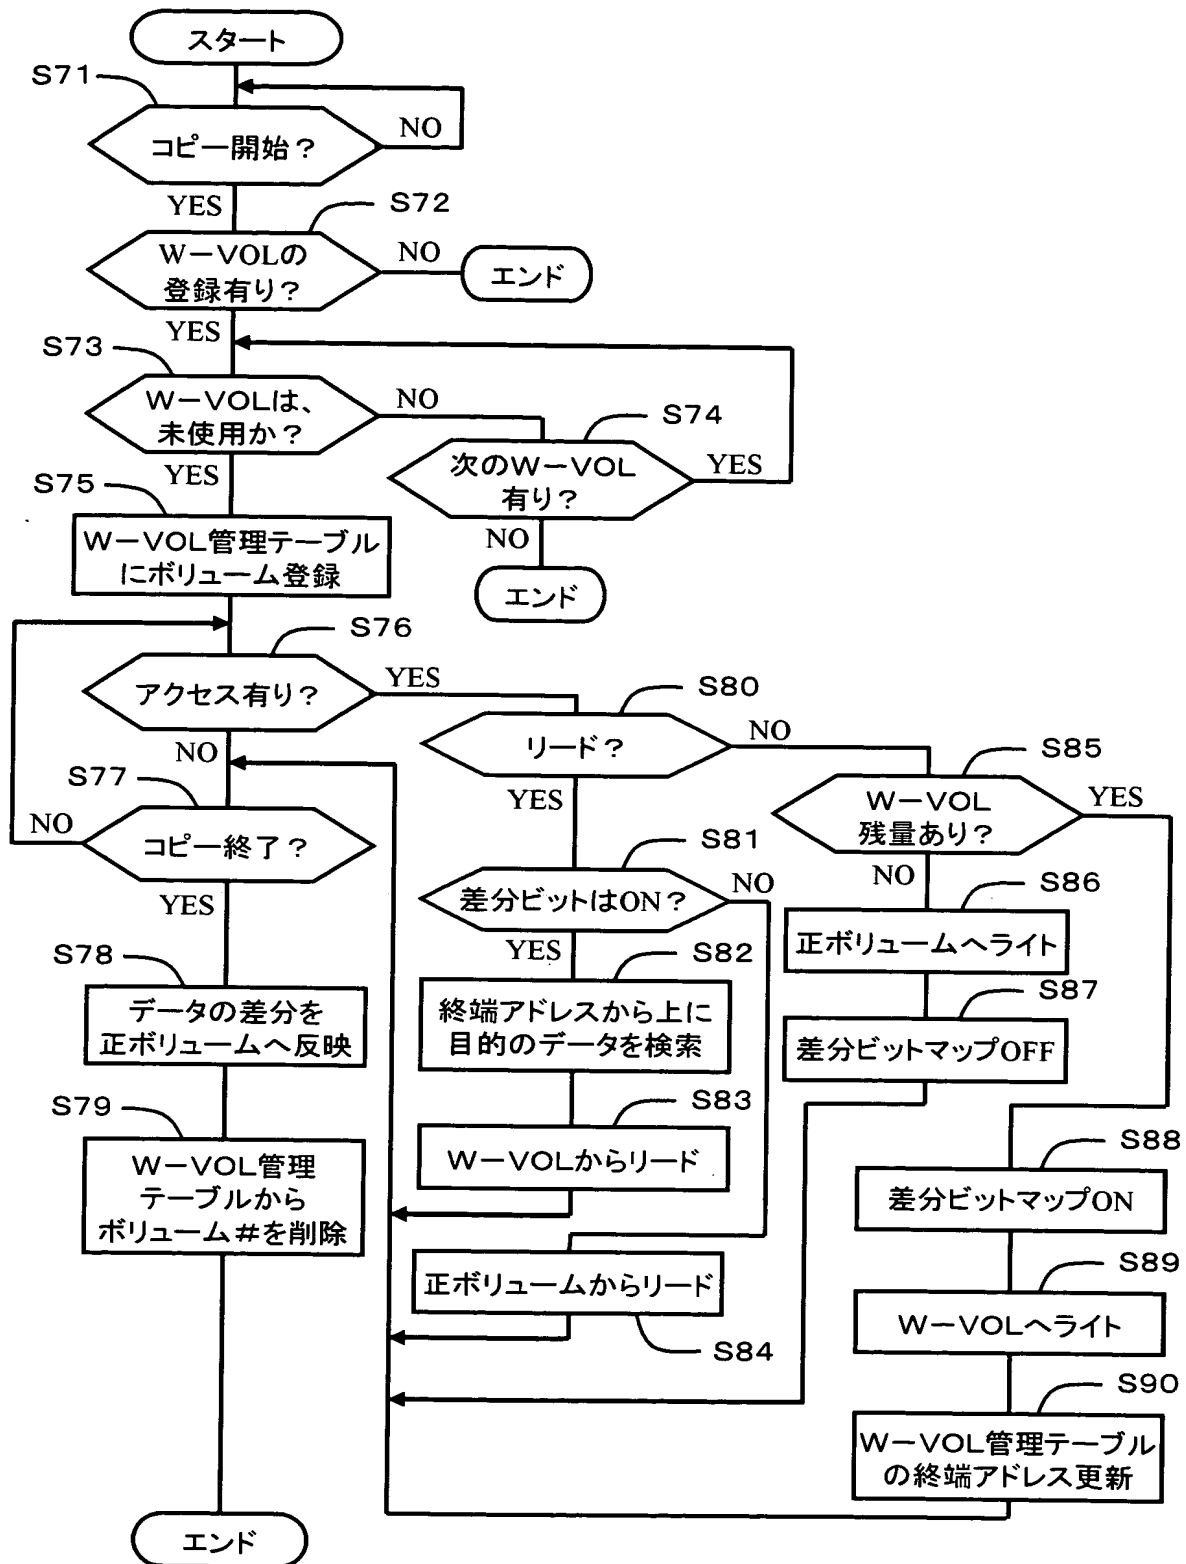 スタート
S71
コピー開始?
NO
YES
S72
W-VOLの
登録有り?
NO
エンド
YES
S73
W-VOLは、
未使用か?
NO
S74
次のW-VOL
有り?
YES
NO
エンド
YES
S75
W-VOL管理テーブル
にボリューム登録
S76
アクセス有り?
YES
NO
S77
コピー終了?
NO
YES
S78
データの差分を
正ボリュームへ反映
S79
W-VOL管理
テーブルから
ボリューム#を削除
エンド
S80
リード?
NO
YES
S81
差分ビットはON?
NO
YES
S82
終端アドレスから上に
目的のデータを検索
S83
W-VOLからリード
正ボリュームからリード
S84
S85
W-VOL
残量あり?
YES
NO
S86
正ボリュームへライト
S87
差分ビットマップOFF
S88
差分ビットマップON
S89
W-VOLへライト
S90
W-VOL管理テーブル
の終端アドレス更新